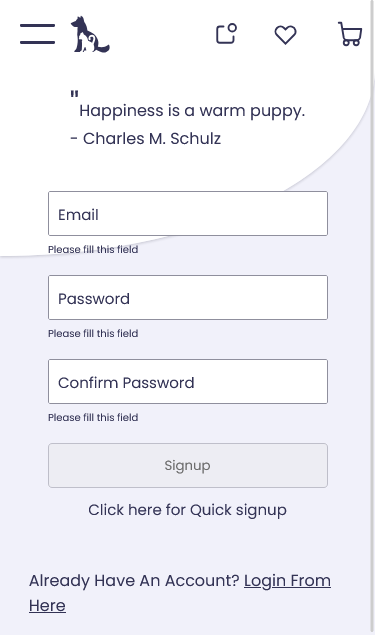 "
Happiness is a warm puppy.
- Charles M. Schulz
Email
Please fill this field
Password
Please fill this field
Confirm Password
Please fill this field
Signup
Click here for Quick signup
Already Have An Account? Login From
Here